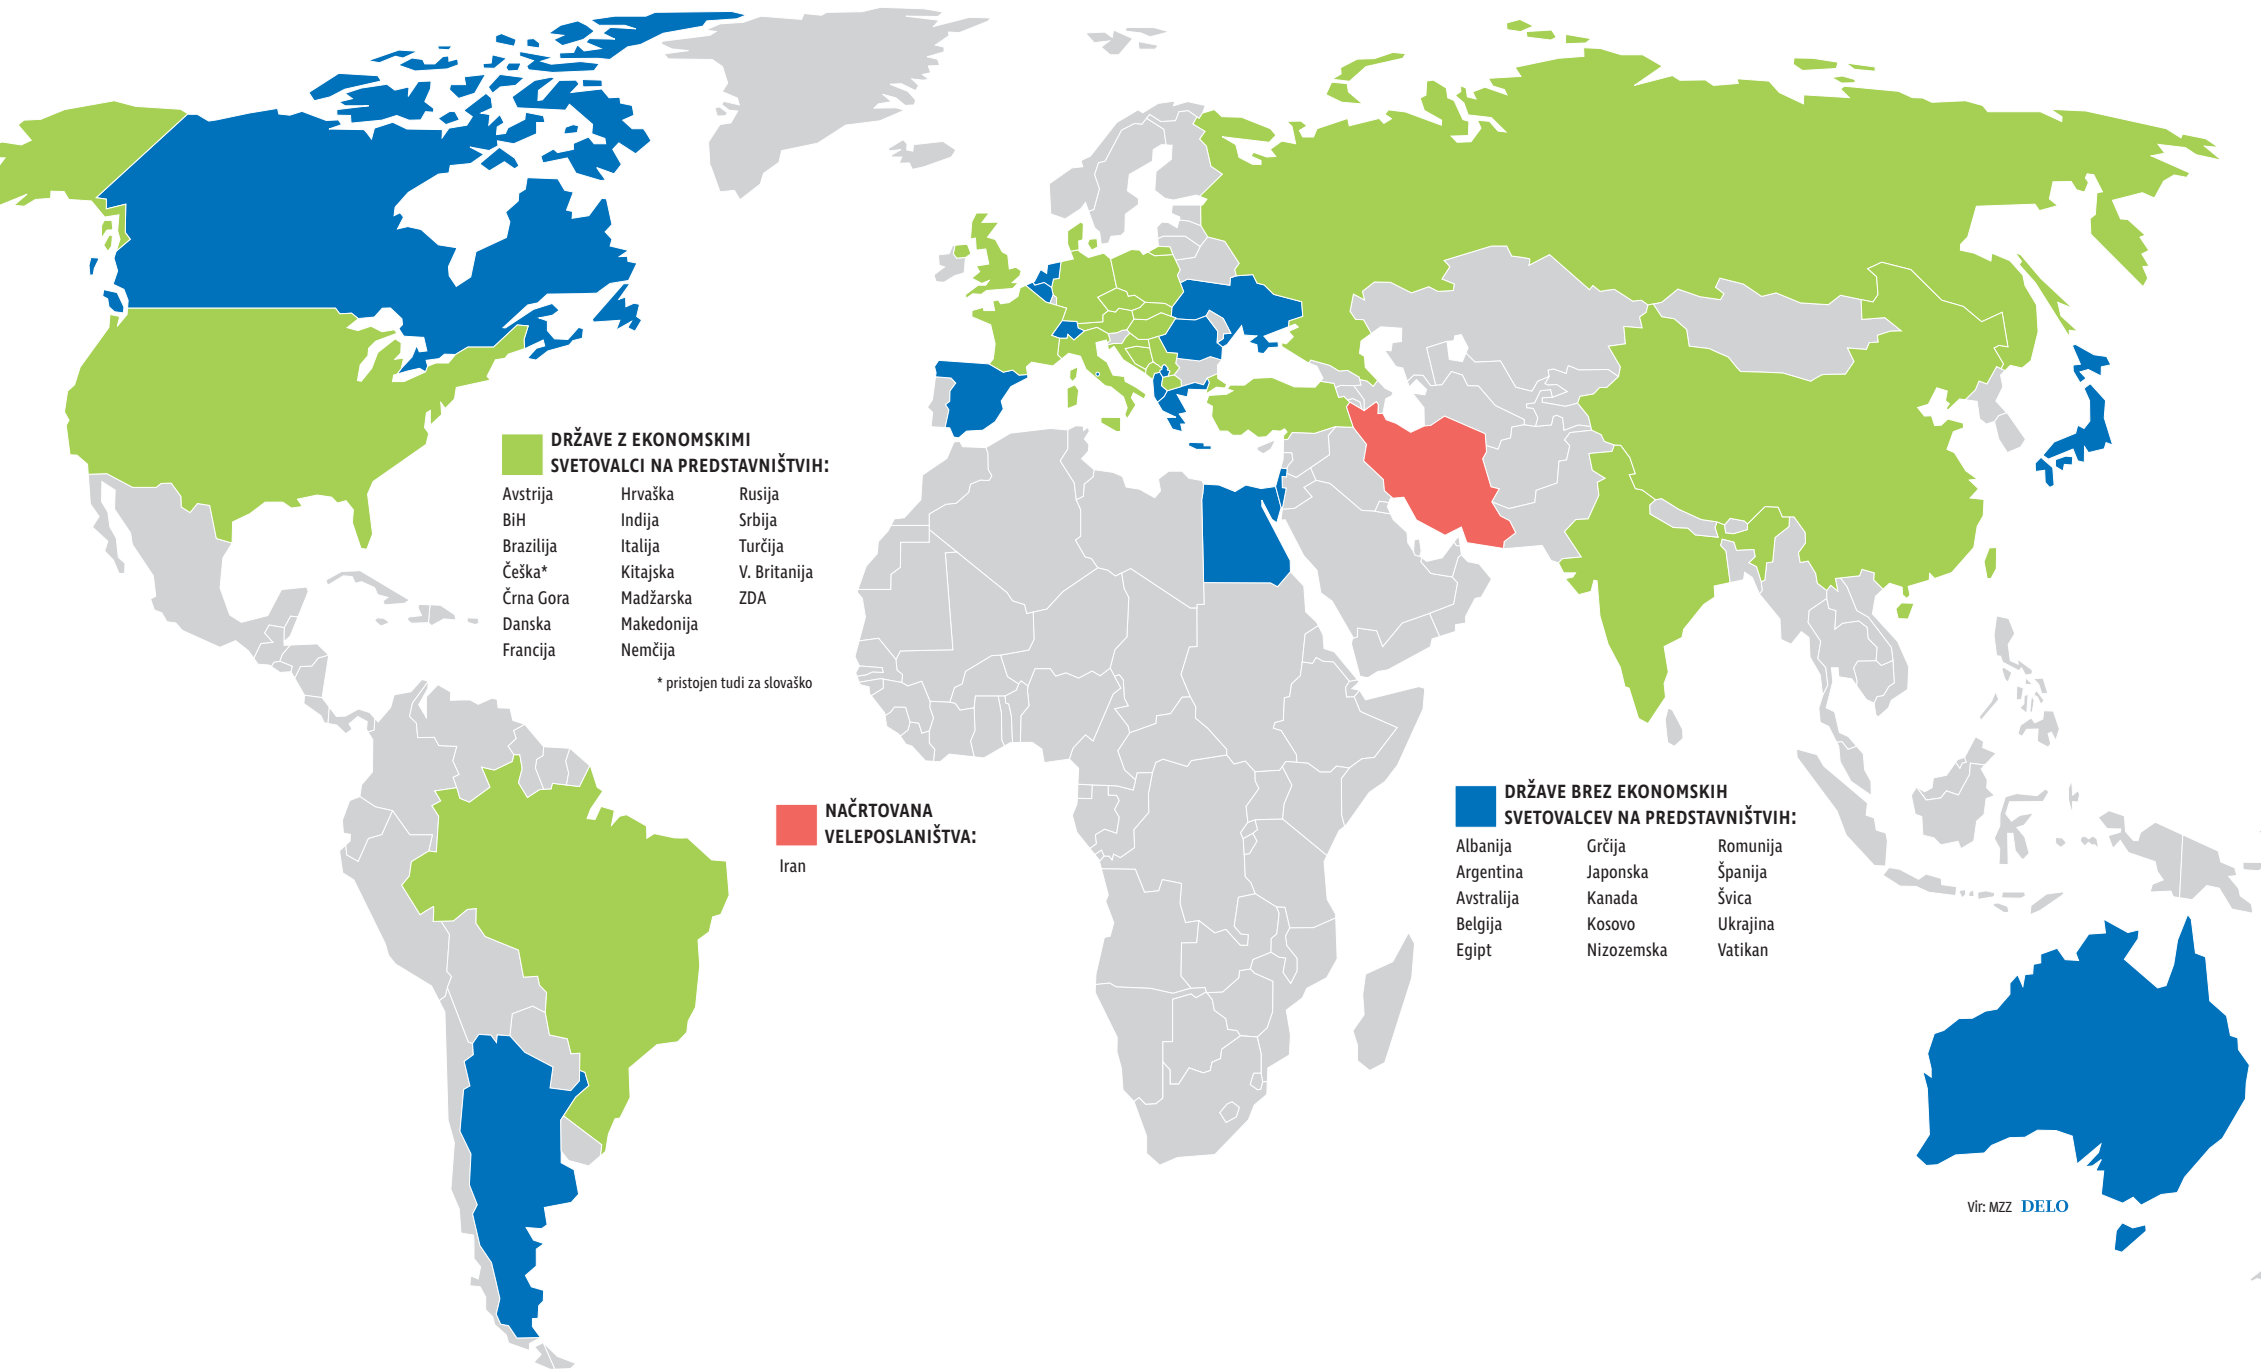 DRŽAVE Z EKONOMSKIMI
SVETOVALCI NA PREDSTAVNIŠTVIH:
Avstrija
BiH
Brazilija
Češka*
Črna Gora
Danska
Francija
Hrvaška
Indija
Italija
Kitajska
Madžarska
Makedonija
Nemčija
Rusija
Srbija
Turčija
V. Britanija
ZDA
* pristojen tudi za slovaško
NAČRTOVANA
VELEPOSLANIŠTVA:
Iran
DRŽAVE BREZ EKONOMSKIH
SVETOVALCEV NA PREDSTAVNIŠTVIH:
Albanija
Argentina
Avstralija
Belgija
Egipt
Grčija
Japonska
Kanada
Kosovo
Nizozemska
Romunija
Španija
Švica
Ukrajina
Vatikan
Vir: MZZ DELO